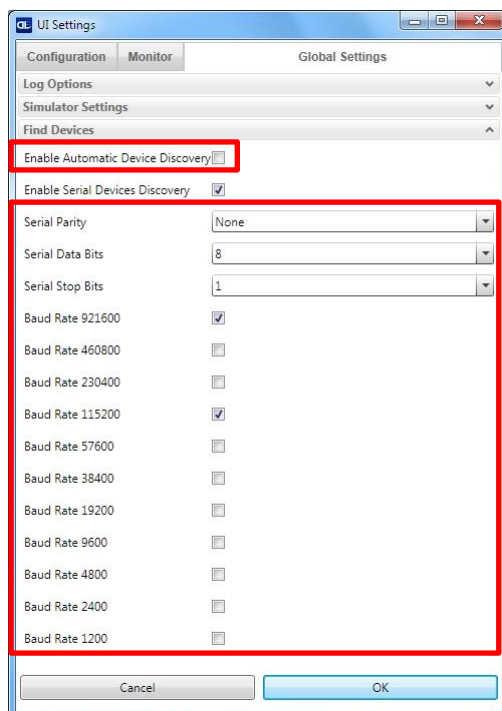 DL UI Settings
Configuration Monitor Global Settings
Log Options
Simulator Settings
Find Devices
Enable Automatic Device Discovery
Enable Serial Devices Discovery
Serial Parity None
Serial Data Bits 8
Serial Stop Bits 1
Baud Rate 921600
Baud Rate 460800
Baud Rate 230400
Baud Rate 115200
Baud Rate 57600
Baud Rate 38400
Baud Rate 19200
Baud Rate 9600
Baud Rate 4800
Baud Rate 2400
Baud Rate 1200
Cancel OK